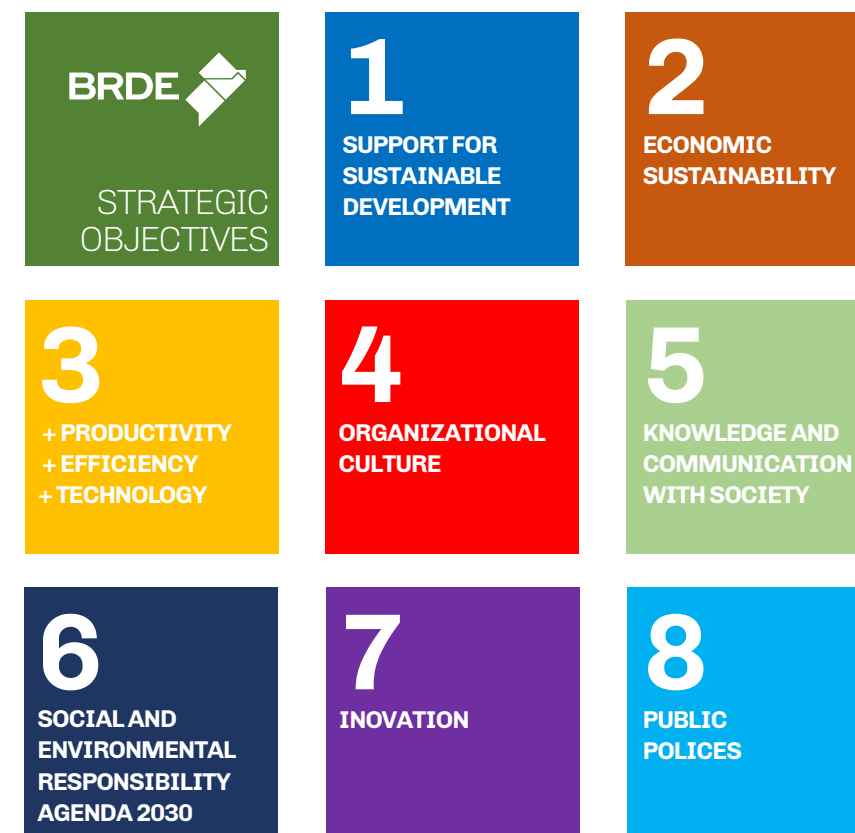 BRDE
STRATEGIC
OBJECTIVES
1
SUPPORT FOR
SUSTAINABLE
DEVELOPMENT
2
ECONOMIC
SUSTAINABILITY
3
+ PRODUCTIVITY
+ EFFICIENCY
+ TECHNOLOGY
4
ORGANIZATIONAL
CULTURE
5
KNOWLEDGE AND
COMMUNICATION
WITH SOCIETY
6
SOCIAL AND
ENVIRONMENTAL
RESPONSIBILITY
AGENDA 2030
7
INOVATION
8
PUBLIC
POLICES